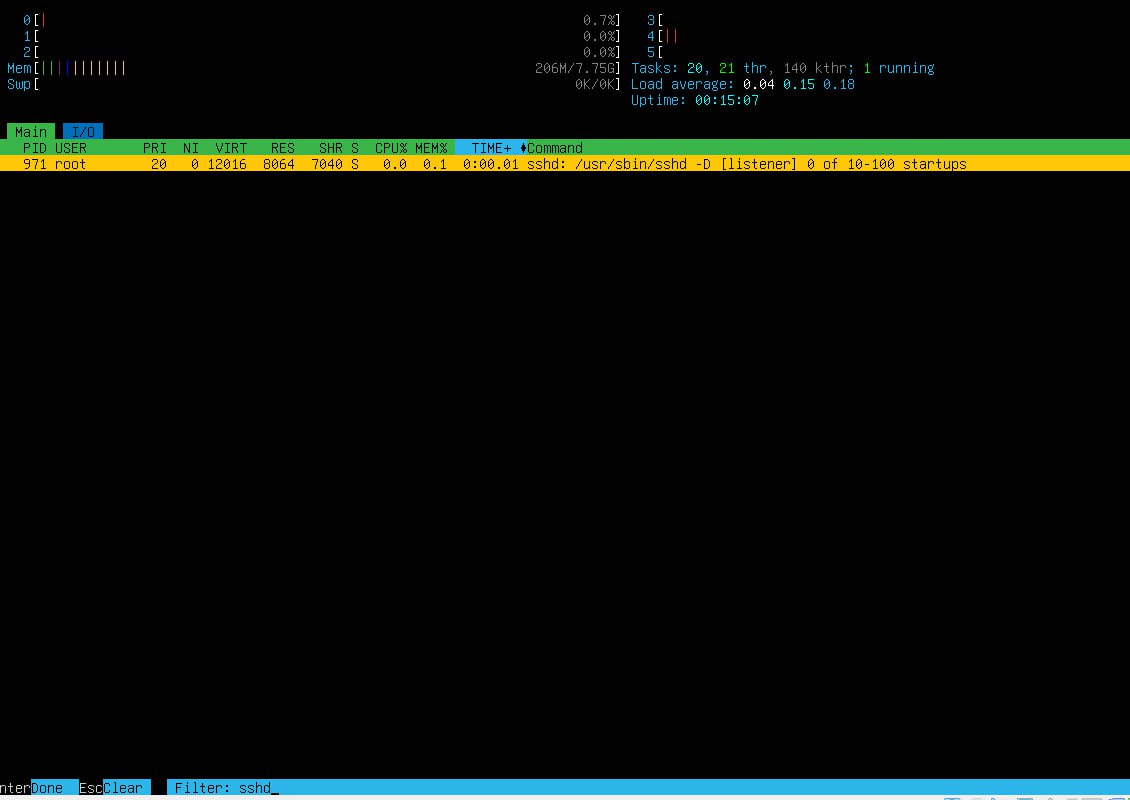 0[| 0.7%] 3[
1[ 0.0%] 4[||
2[ 0.0%] 5[
Mem[||||||||||| 206M/7.75G] Tasks: 20, 21 thr, 140 kthr; 1 running
Swp[ 0K/0K] Load average: 0.04 0.15 0.18
Uptime: 00:15:07
Main I/O
PID USER PRI NI VIRT RES SHR S CPU% MEM% TIME+ Command
971 root 20 0 12016 8064 7040 S 0.0 0.1 0:00.01 sshd: /usr/sbin/sshd -D [listener] 0 of 10-100 startups
nterDone EscClear Filter: sshd_